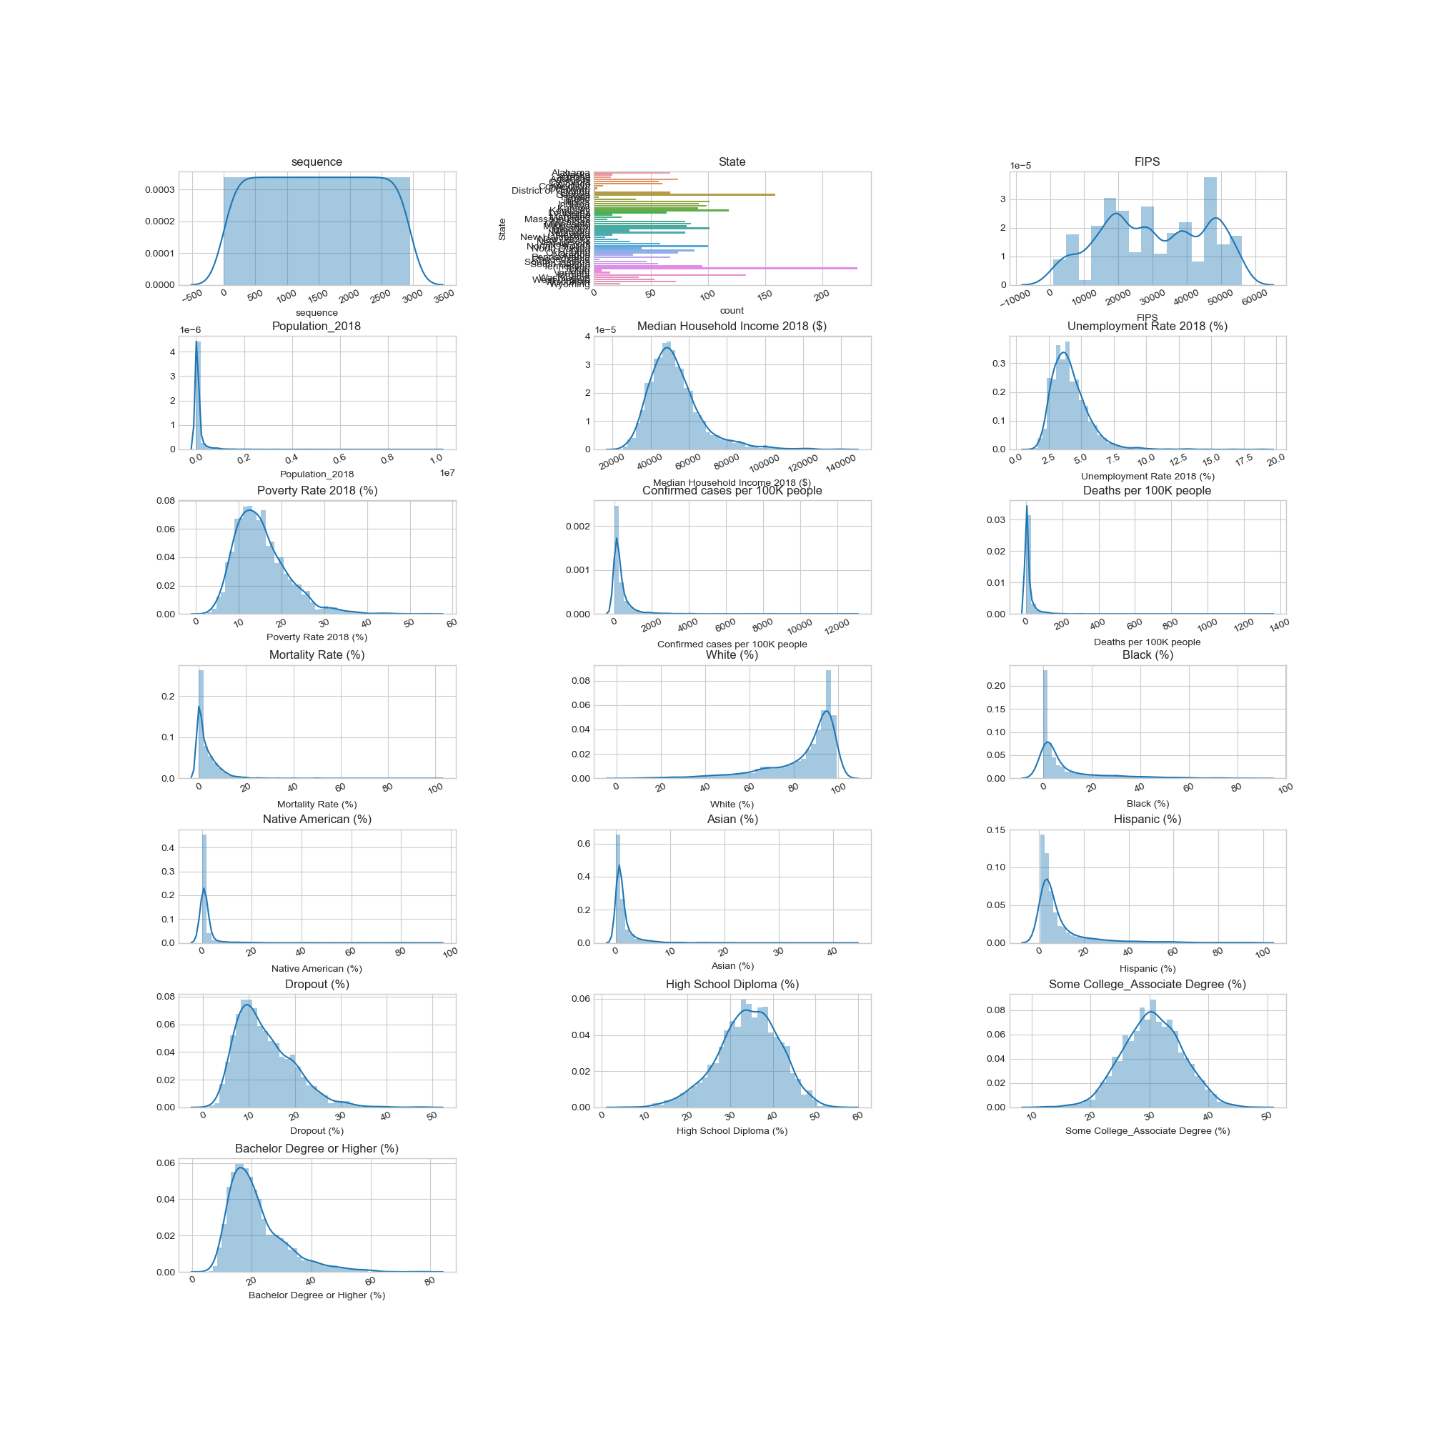 sequence
0.0003
0.0002
0.0001
0.0000
−500 0 500 1000 1500 2000 2500 3000 3500
sequence
State
State
Alabama
Wyoming
0 50 100 150 200
count
FIPS
1e−5
3
2
1
0
−10000 0 10000 20000 30000 40000 50000 60000
FIPS
Population_2018
1e−6
4
3
2
1
0
0.0 0.2 0.4 0.6 0.8 1.0
1e7
Population_2018
Median Household Income 2018 ($)
1e−5
4
3
2
1
0
20000 40000 60000 80000 100000 120000 140000
Median Household Income 2018 ($)
Unemployment Rate 2018 (%)
0.3
0.2
0.1
0.0
0.0 2.5 5.0 7.5 10.0 12.5 15.0 17.5 20.0
Unemployment Rate 2018 (%)
Poverty Rate 2018 (%)
0.08
0.06
0.04
0.02
0.00
0 10 20 30 40 50 60
Poverty Rate 2018 (%)
Confirmed cases per 100K people
0.002
0.001
0.000
0 2000 4000 6000 8000 10000 12000
Confirmed cases per 100K people
Deaths per 100K people
0.03
0.02
0.01
0.00
0 200 400 600 800 1000 1200 1400
Deaths per 100K people
Mortality Rate (%)
0.2
0.1
0.0
0 20 40 60 80 100
Mortality Rate (%)
White (%)
0.08
0.06
0.04
0.02
0.00
0 20 40 60 80 100
White (%)
Black (%)
0.20
0.15
0.10
0.05
0.00
0 20 40 60 80 100
Black (%)
Native American (%)
0.4
0.3
0.2
0.1
0.0
0 20 40 60 80 100
Native American (%)
Asian (%)
0.6
0.4
0.2
0.0
0 10 20 30 40
Asian (%)
Hispanic (%)
0.15
0.10
0.05
0.00
0 20 40 60 80 100
Hispanic (%)
Dropout (%)
0.08
0.06
0.04
0.02
0.00
0 10 20 30 40 50
Dropout (%)
High School Diploma (%)
0.06
0.04
0.02
0.00
0 10 20 30 40 50 60
High School Diploma (%)
Some College_Associate Degree (%)
0.08
0.06
0.04
0.02
0.00
10 20 30 40 50
Some College_Associate Degree (%)
Bachelor Degree or Higher (%)
0.06
0.04
0.02
0.00
0 20 40 60 80
Bachelor Degree or Higher (%)